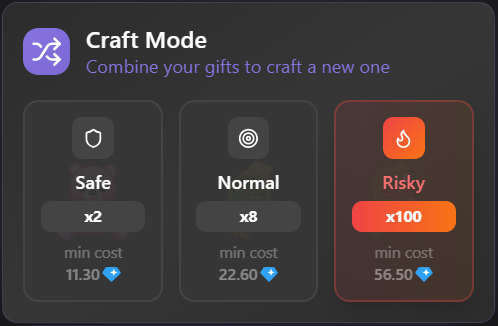 Craft Mode
Combine your gifts to craft a new one
Safe
x2
min cost
11.30
Normal
x8
min cost
22.60
Risky
x100
min cost
56.50